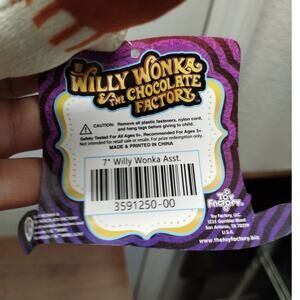 WILLY WONKA
& THE CHOCOLATE
FACTORY
CAUTION: Remove all plastic fasteners, nylon cord,
and hang tags before giving to child.
Safety Tested For All Ages 0+. Recommended For Ages 3+
Not intended for retail sale or resale. For prize redemption only.
MADE & PRINTED IN CHINA
7" Willy Wonka Asst.
3591250-00
Toy
Factory
Toy Factory, LLC
San Antonio, TX
U.S.A.
www.thetoyfactory.biz